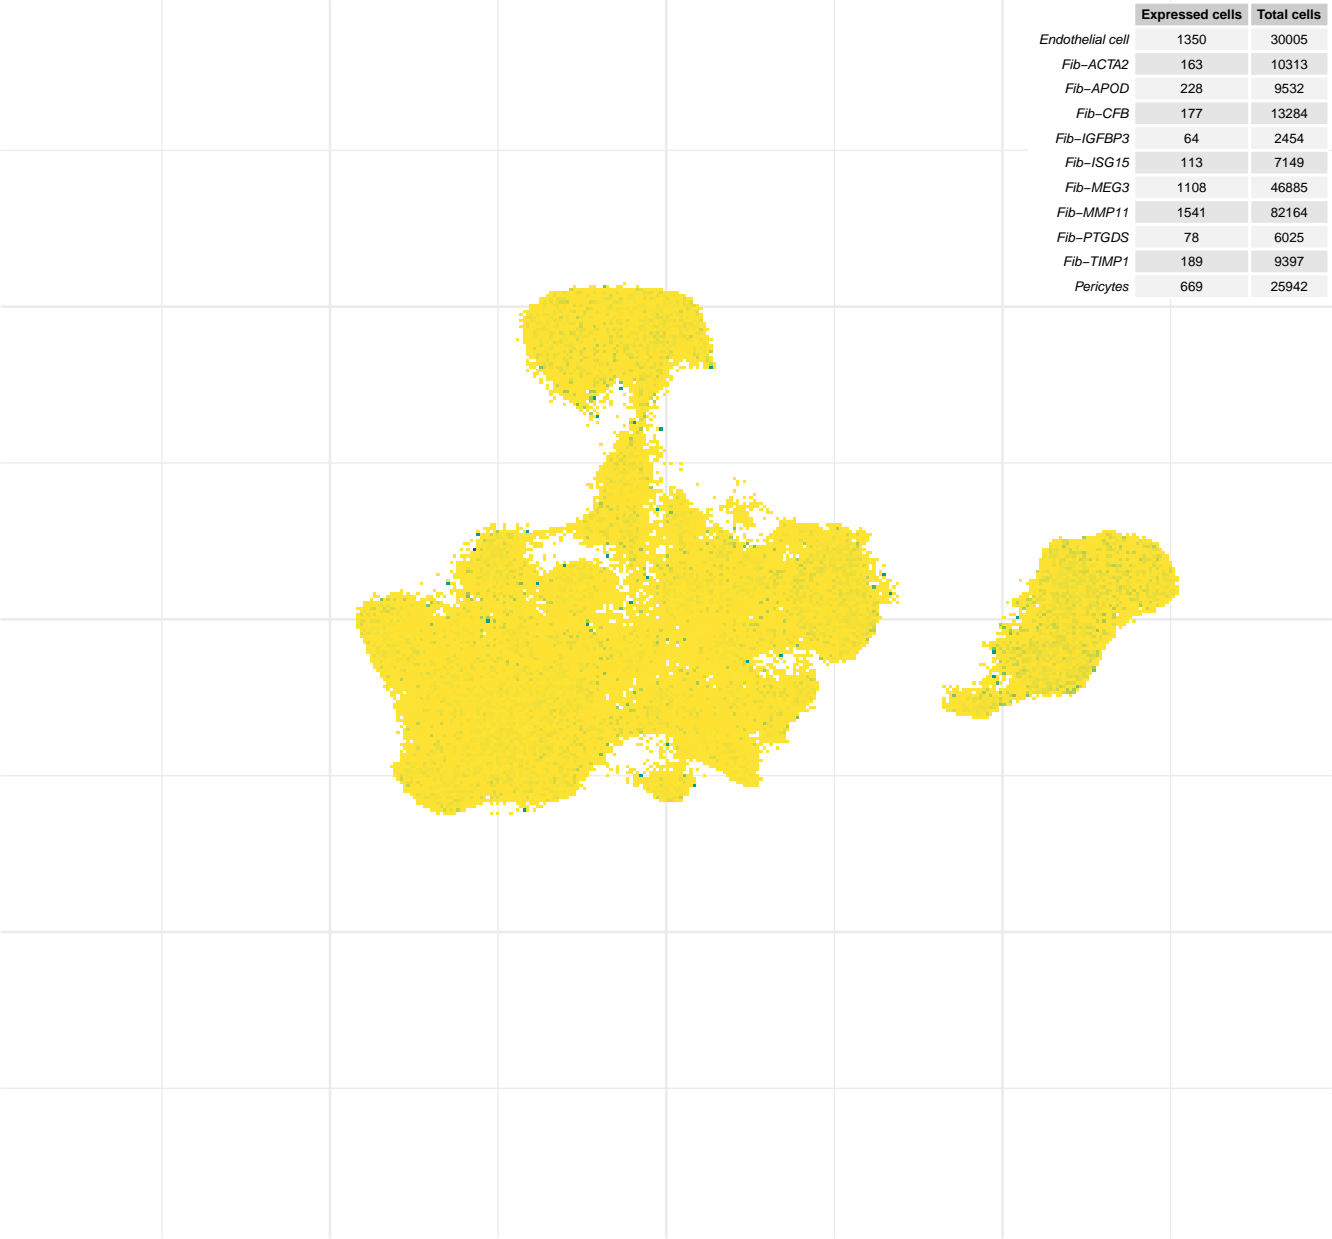 Expressed cells Total cells
Endothelial cell 1350 30005
Fib−ACTA2 163 10313
Fib−APOD 228 9532
Fib−CFB 177 13284
Fib−IGFBP3 64 2454
Fib−ISG15 113 7149
Fib−MEG3 1108 46885
Fib−MMP11 1541 82164
Fib−PTGDS 78 6025
Fib−TIMP1 189 9397
Pericytes 669 25942